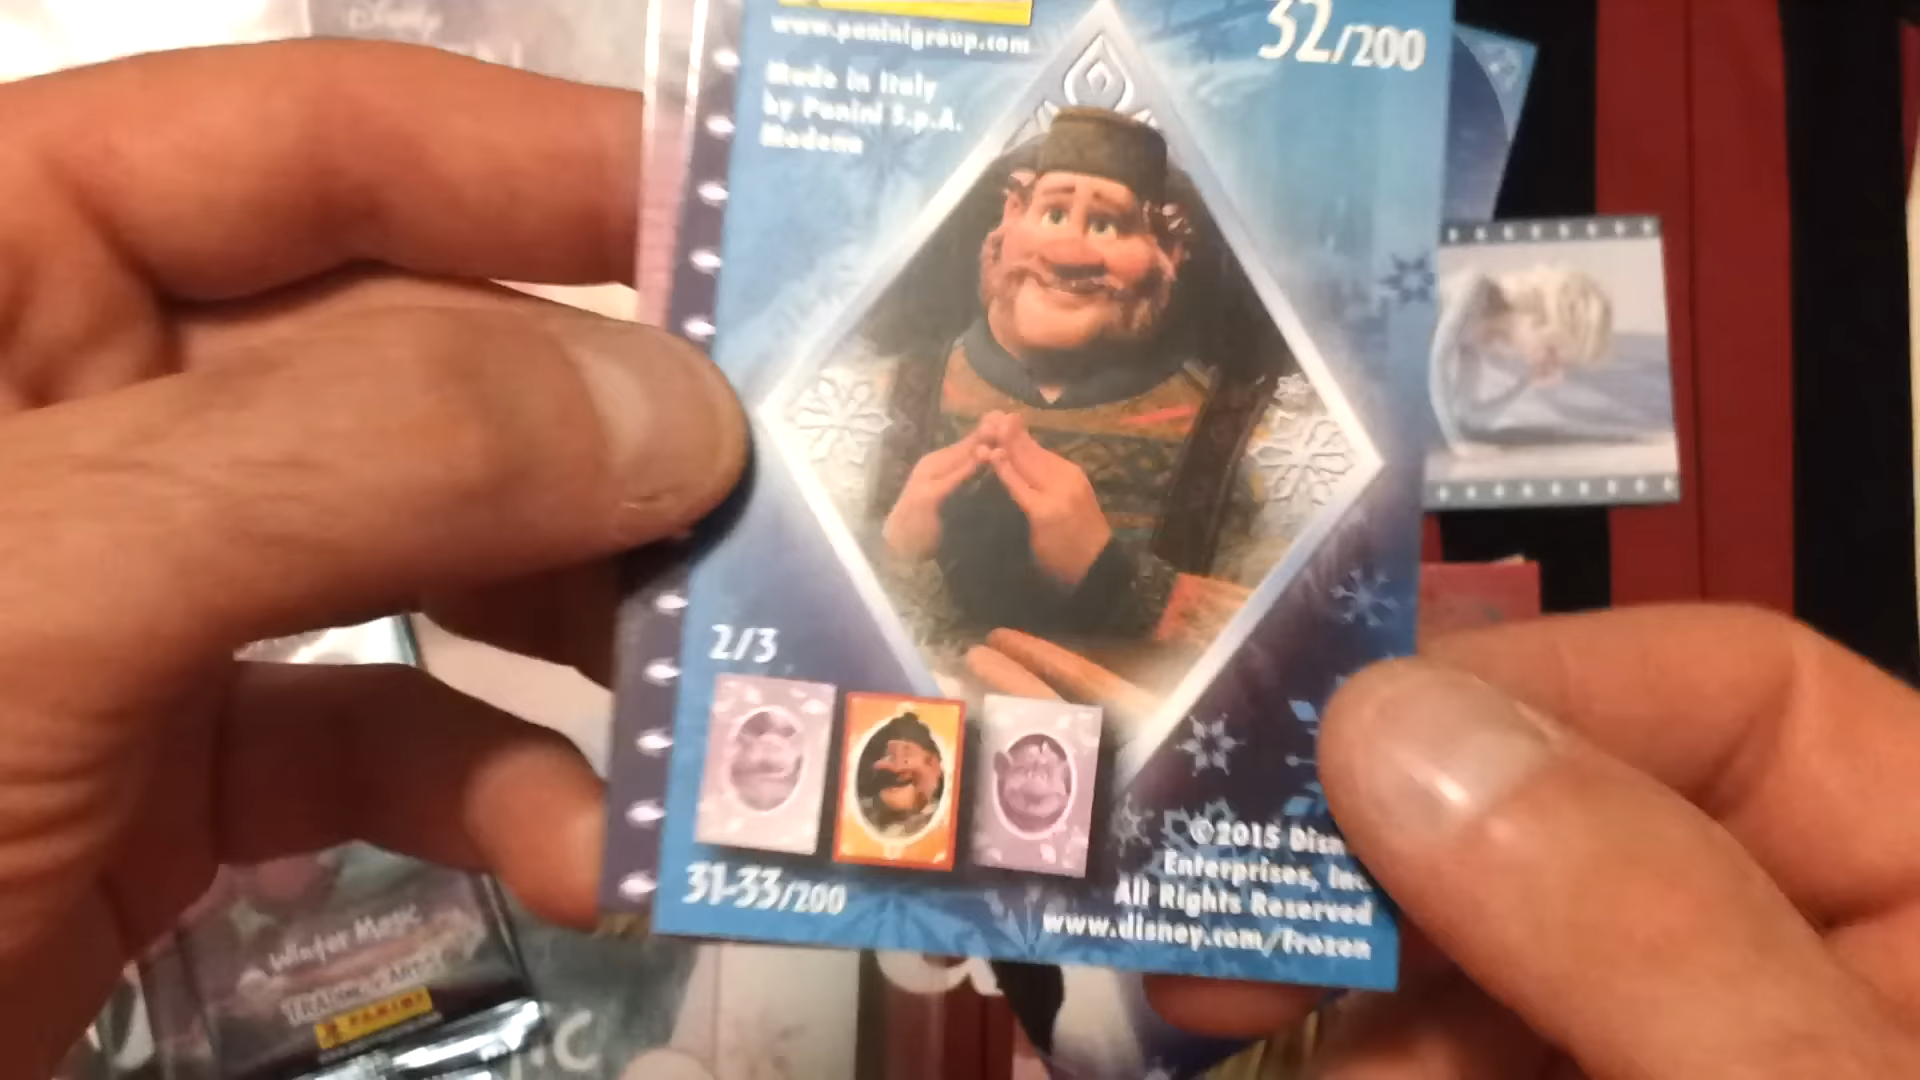 Disney
www.paninigroup.com
32/200
Made in Italy
by Panini S.p.A.
Modena
2/3
31-33/200
©2015 Disn
Enterprises, Inc.
All Rights Reserved
www.disney.com/Frozen
Winter Magic
TRADING CARDS
PANINI